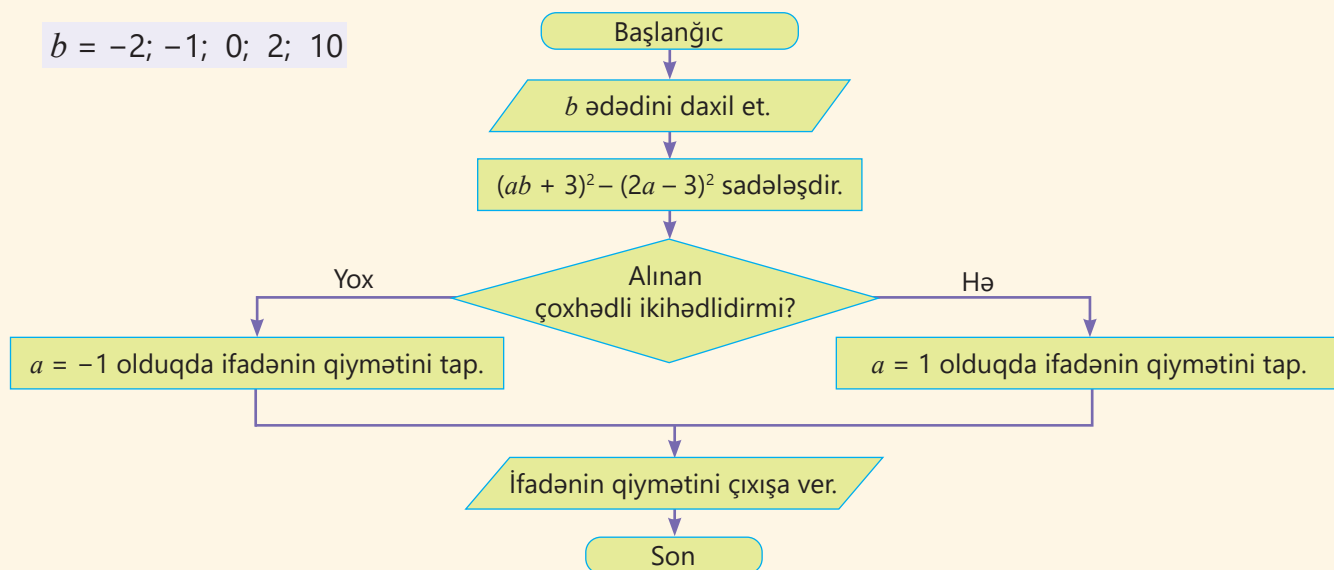 b = −2; −1; 0; 2; 10
Başlanğıc
b ədədini daxil et.
(ab + 3)² – (2a – 3)² sadələşdir.
Alınan
çoxhədli ikihədlidirmi?
Yox
Hə
a = −1 olduqda ifadənin qiymətini tap.
a = 1 olduqda ifadənin qiymətini tap.
İfadənin qiymətini çıxışa ver.
Son